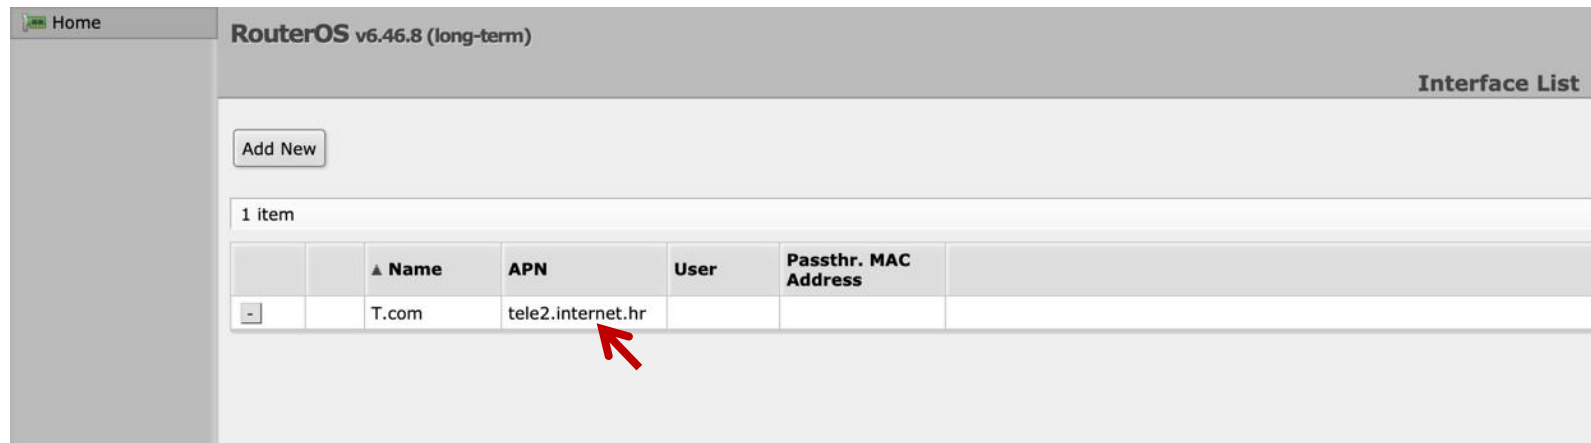 Home
RouterOS v6.46.8 (long-term)
Interface List
Add New
1 item
▲ Name APN User Passthr. MAC Address
- T.com tele2.internet.hr